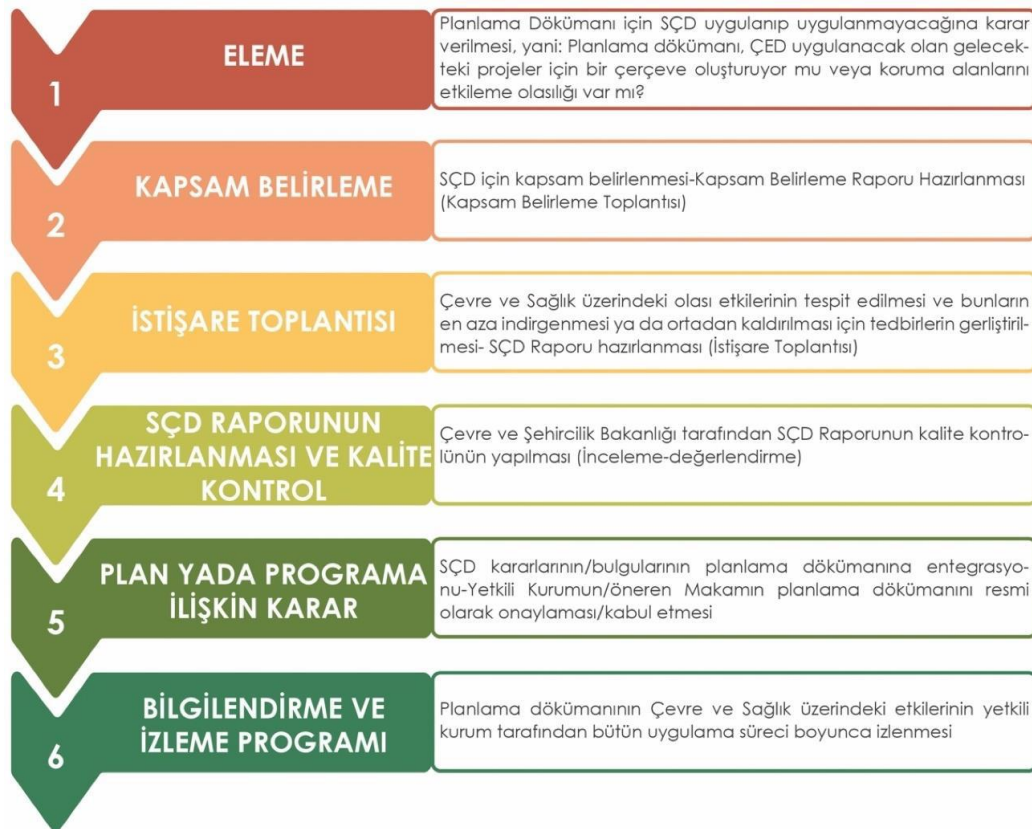 1
ELEME
Planlama Dökümanı için SÇD uygulanıp uygulanmayacağına karar
verilmesi, yani: Planlama dökümanı, ÇED uygulanacak olan gelecek-
teki projeler için bir çerçeve oluşturuyor mu veya koruma alanlarını
etkileme olasılığı var mı?
2
KAPSAM BELİRLEME
SÇD için kapsam belirlenmesi-Kapsam Belirleme Raporu Hazırlanması
(Kapsam Belirleme Toplantısı)
3
İSTİŞARE TOPLANTISI
Çevre ve Sağlık üzerindeki olası etkilerinin tespit edilmesi ve bunların
en aza indirgenmesi ya da ortadan kaldırılması için tedbirlerin gerliştiril-
mesi- SÇD Raporu hazırlanması (İstişare Toplantısı)
4
SÇD RAPORUNUN
HAZIRLANMASI VE KALİTE
KONTROL
Çevre ve Şehircilik Bakanlığı tarafından SÇD Raporunun kalite kontro-
lünün yapılması (İnceleme-değerlendirme)
5
PLAN YADA PROGRAMA
İLİŞKİN KARAR
SÇD kararlarının/bulgularının planlama dökümanına entegrasyo-
nu-Yetkili Kurumun/öneren Makamın planlama dökümanını resmi
olarak onaylaması/kabul etmesi
6
BİLGİLENDİRME VE
İZLEME PROGRAMI
Planlama dökümanının Çevre ve Sağlık üzerindeki etkilerinin yetkili
kurum tarafından bütün uygulama süreci boyunca izlenmesi